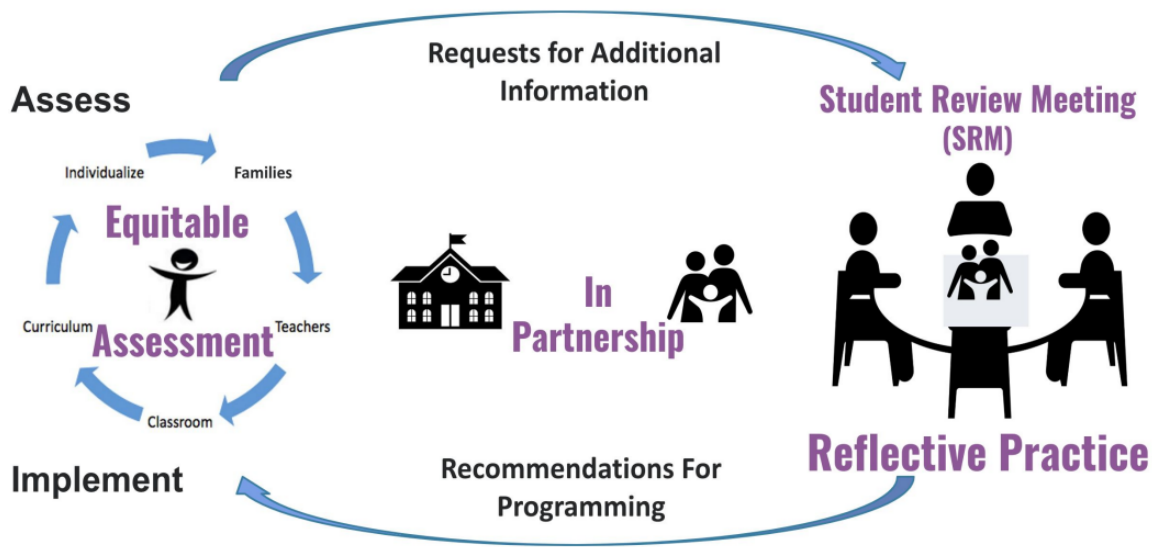 Requests for Additional
Information
Assess
Student Review Meeting
(SRM)
Individualize
Families
Equitable
Curriculum
Assessment
Teachers
Classroom
In
Partnership
Implement
Recommendations For
Programming
Reflective Practice